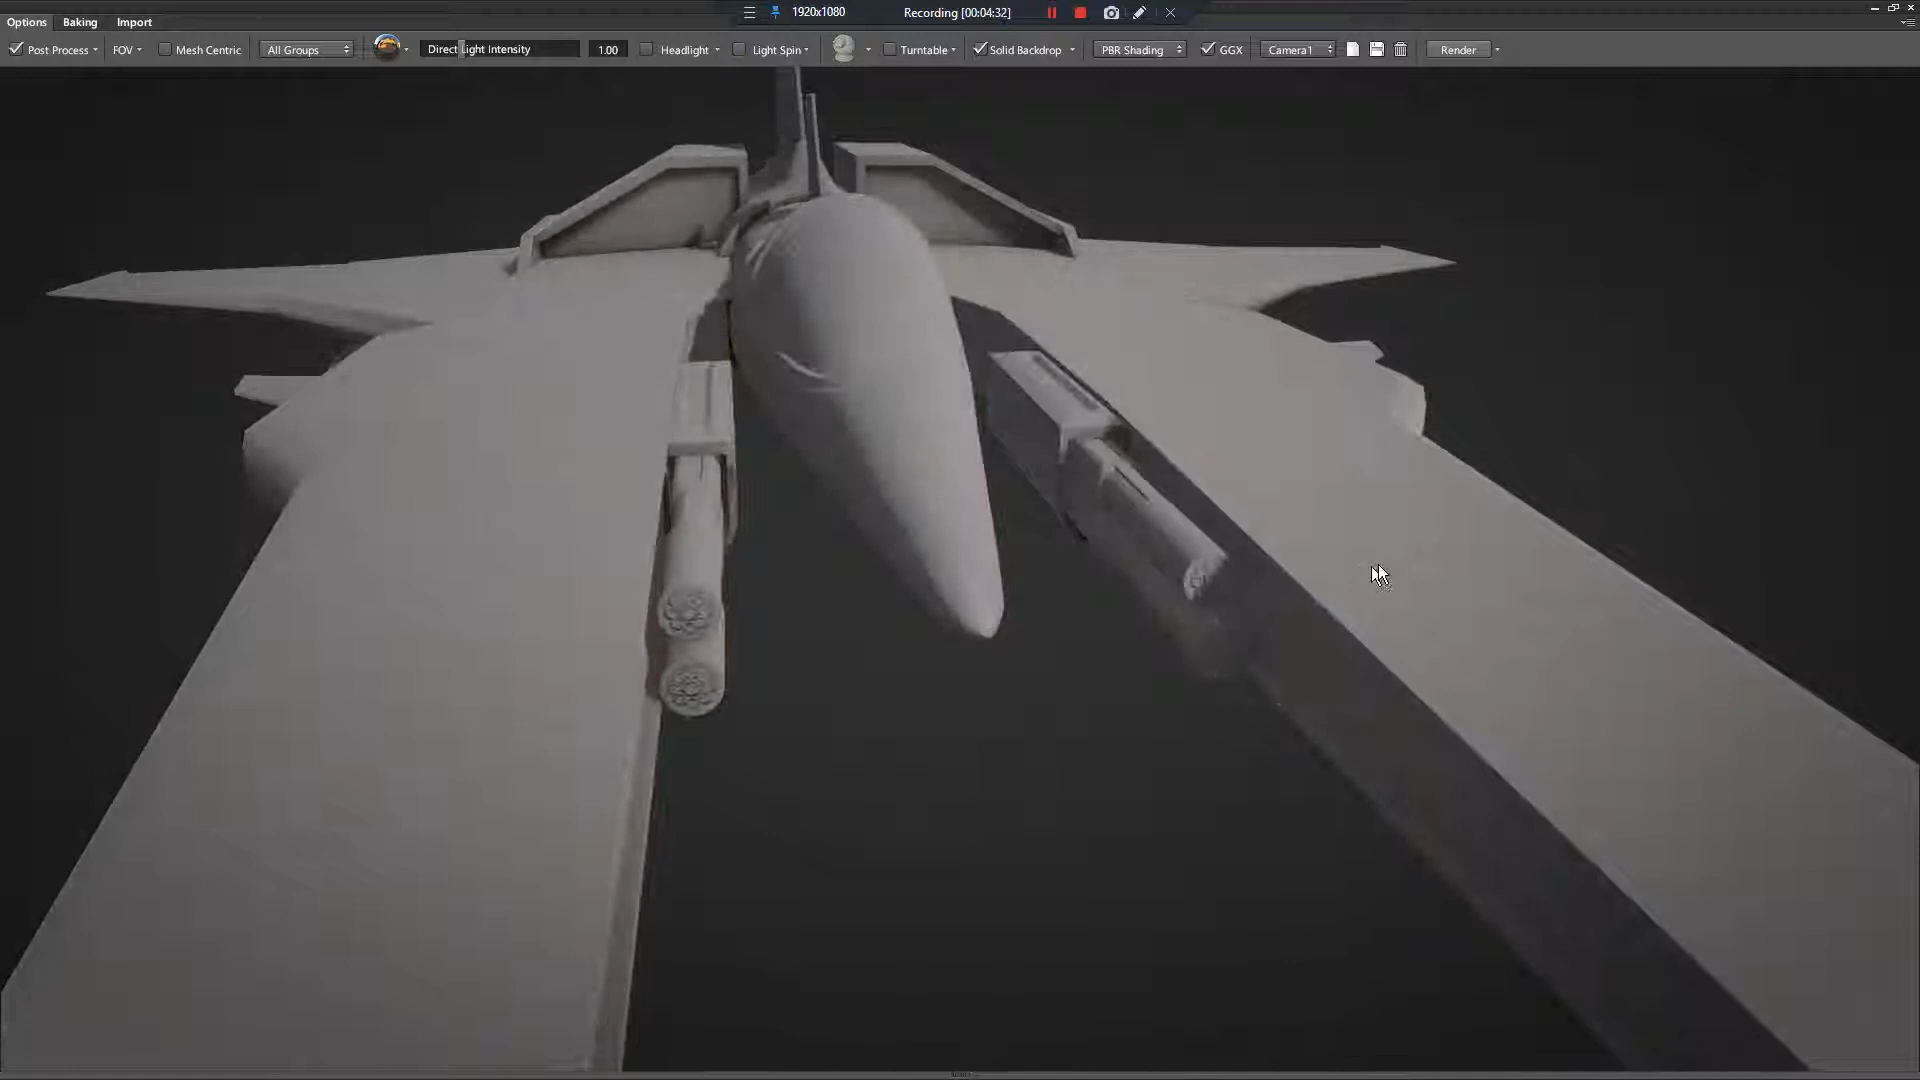 1920x1080 Recording [00:04:32]
Options Baking Import
Post Process FOV Mesh Centric All Groups Direct Light Intensity 1.00 Headlight Light Spin Turntable Solid Backdrop PBR Shading GGX Camera1 Render